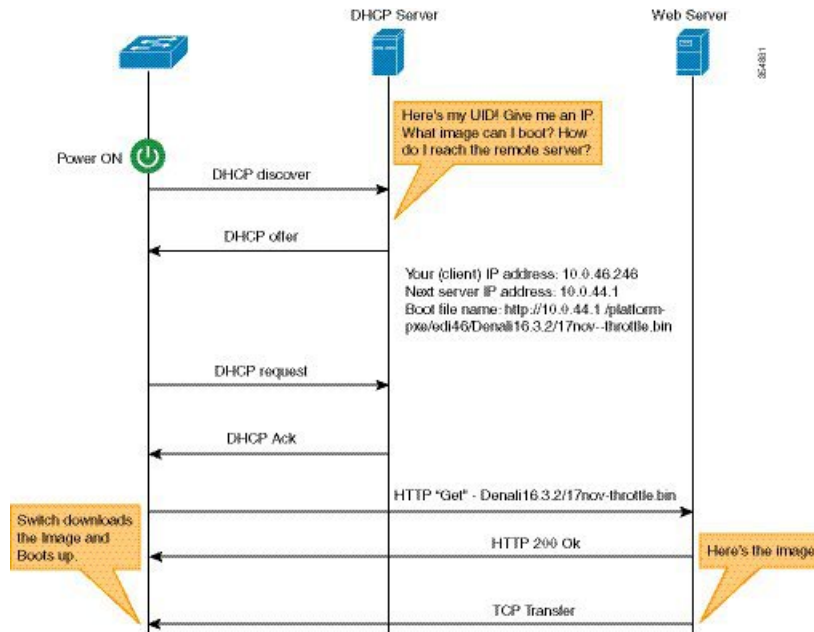 DHCP Server
Web Server
354881
Here's my UID! Give me an IP.
What image can I boot? How
do I reach the remote server?
Power ON
DHCP discover
DHCP offer
Your (client) IP address: 10.0.46.246
Next server IP address: 10.0.44.1
Boot file name: http://10.0.44.1 /platform-
pxe/edi46/Denali16.3.2/17nov--throttle.bin
DHCP request
DHCP Ack
HTTP "Get" - Denali16.3.2/17nov-throttle.bin
Switch downloads
the Image and
Boots up.
HTTP 200 Ok
Here's the image
TCP Transfer